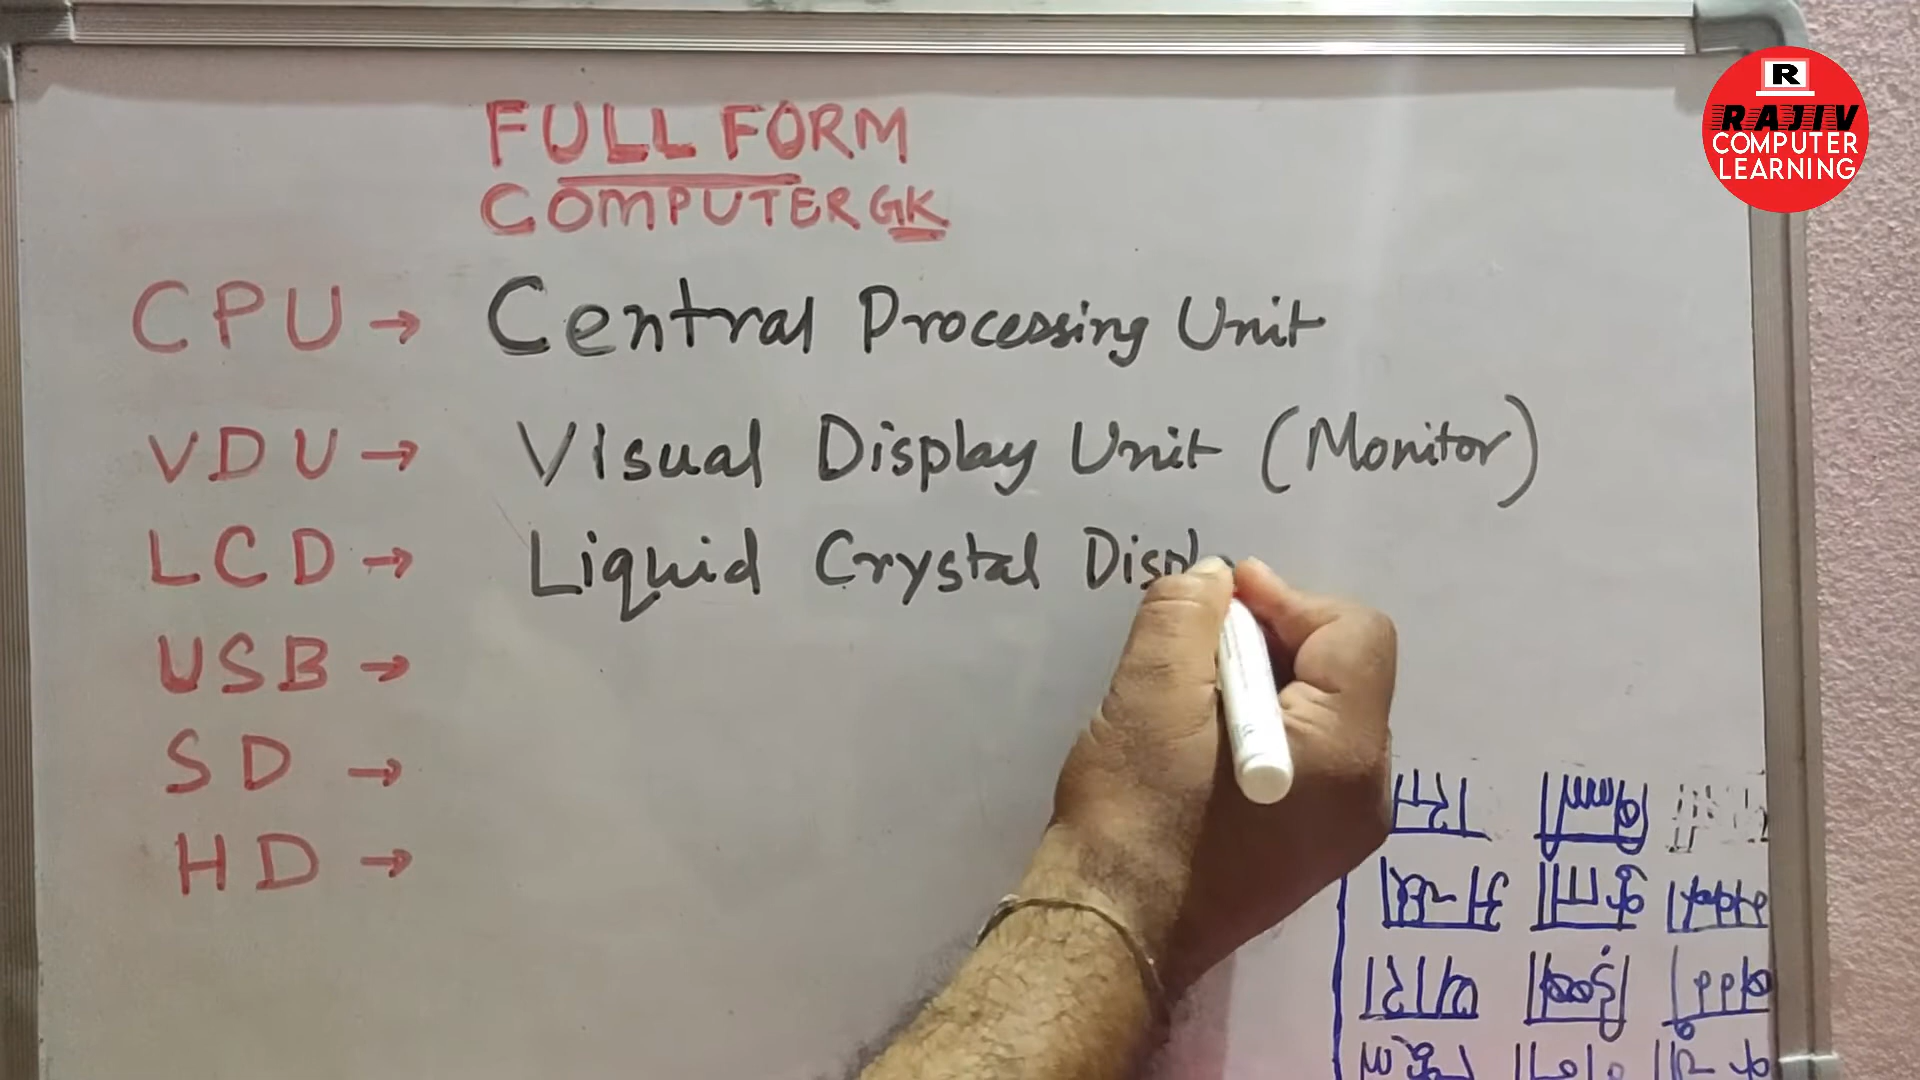 FULL FORM
COMPUTER GK
CPU → Central Processing Unit
VDU → Visual Display Unit (Monitor)
LCD → Liquid Crystal Displ
USB →
SD →
HD →
R
RAJIV
COMPUTER
LEARNING